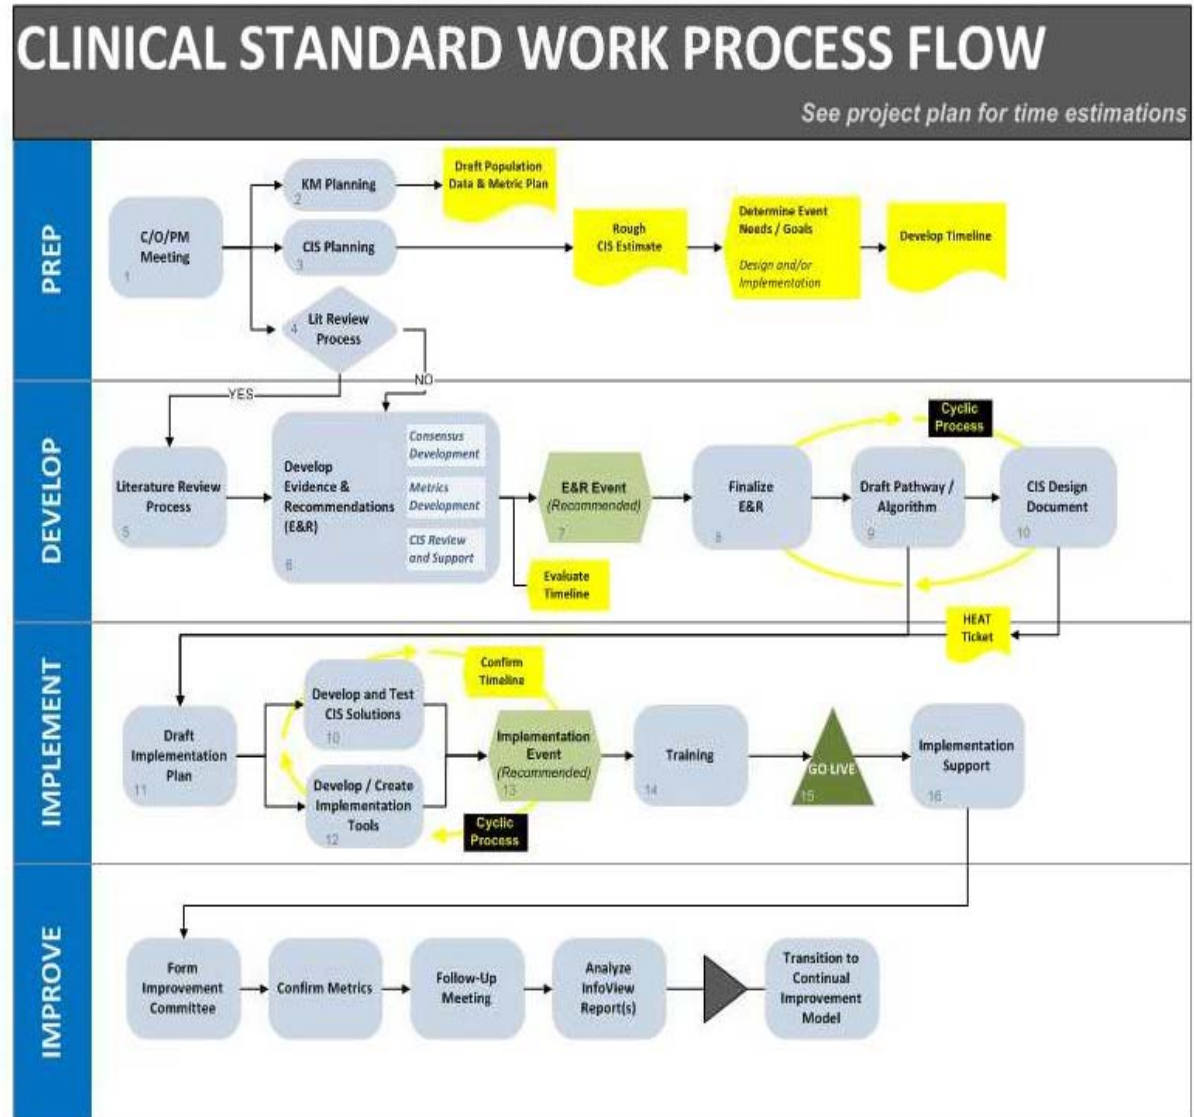 CLINICAL STANDARD WORK PROCESS FLOW
See project plan for time estimations
PREP
C/O/PM
Meeting
1
KM Planning
2
Draft Population
Data & Metric Plan
CIS Planning
3
Rough
CIS Estimate
Determine Event
Needs / Goals
Design and/or
Implementation
Develop Timeline
4
Lit Review
Process
YES
NO
DEVELOP
Literature Review
Process
5
Develop
Evidence &
Recommendations
(E&R)
6
Consensus
Development
Metrics
Development
CIS Review
and Support
E&R Event
(Recommended)
7
Evaluate
Timeline
Finalize
E&R
8
Cyclic
Process
Draft Pathway /
Algorithm
9
CIS Design
Document
10
HEAT
Ticket
IMPLEMENT
Draft
Implementation
Plan
11
Develop and Test
CIS Solutions
10
Develop / Create
Implementation
Tools
12
Confirm
Timeline
Implementation
Event
(Recommended)
13
Cyclic
Process
Training
14
GO-LIVE
15
Implementation
Support
16
IMPROVE
Form
Improvement
Committee
Confirm Metrics
Follow-Up
Meeting
Analyze
InfoView
Report(s)
Transition to
Continual
Improvement
Model